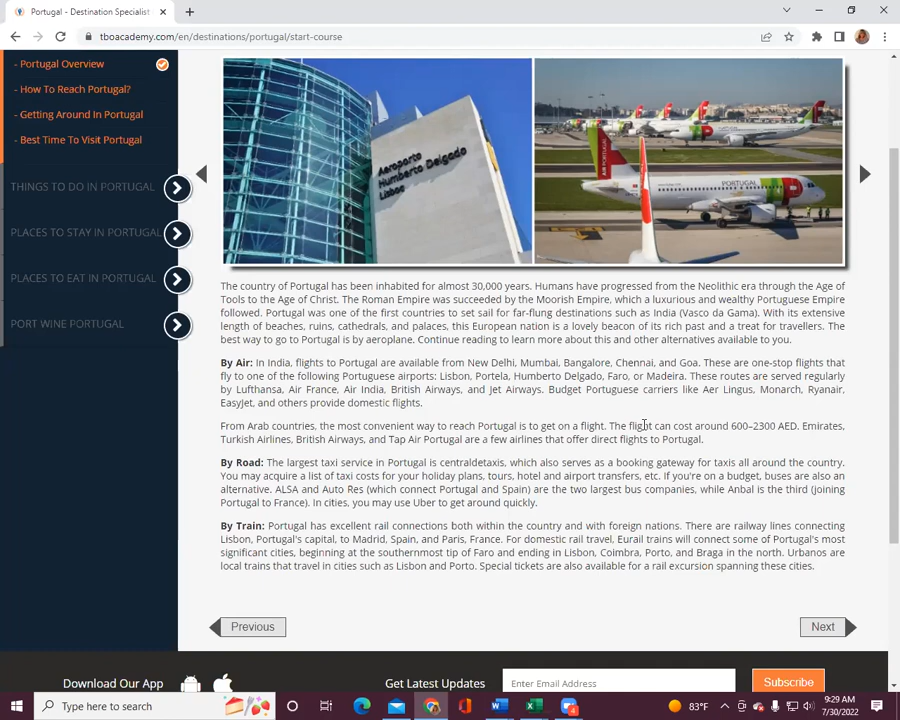 Portugal - Destination Specialist
tboacademy.com/en/destinations/portugal/start-course
- Portugal Overview
- How To Reach Portugal?
- Getting Around In Portugal
- Best Time To Visit Portugal
THINGS TO DO IN PORTUGAL
PLACES TO STAY IN PORTUGAL
PLACES TO EAT IN PORTUGAL
PORT WINE PORTUGAL
Aeroporto
Humberto Delgado
Lisboa
AIR PORTUGAL
PORTUGAL
The country of Portugal has been inhabited for almost 30,000 years. Humans have progressed from the Neolithic era through the Age of
Tools to the Age of Christ. The Roman Empire was succeeded by the Moorish Empire, which a luxurious and wealthy Portuguese Empire
followed. Portugal was one of the first countries to set sail for far-flung destinations such as India (Vasco da Gama). With its extensive
length of beaches, ruins, cathedrals, and palaces, this European nation is a lovely beacon of its rich past and a treat for travellers. The
best way to go to Portugal is by aeroplane. Continue reading to learn more about this and other alternatives available to you.
By Air: In India, flights to Portugal are available from New Delhi, Mumbai, Bangalore, Chennai, and Goa. These are one-stop flights that
fly to one of the following Portuguese airports: Lisbon, Portela, Humberto Delgado, Faro, or Madeira. These routes are served regularly
by Lufthansa, Air France, Air India, British Airways, and Jet Airways. Budget Portuguese carriers like Aer Lingus, Monarch, Ryanair,
EasyJet, and others provide domestic flights.
From Arab countries, the most convenient way to reach Portugal is to get on a flight. The flight can cost around 600–2300 AED. Emirates,
Turkish Airlines, British Airways, and Tap Air Portugal are a few airlines that offer direct flights to Portugal.
By Road: The largest taxi service in Portugal is centraldetaxis, which also serves as a booking gateway for taxis all around the country.
You may acquire a list of taxi costs for your holiday plans, tours, hotel and airport transfers, etc. If you're on a budget, buses are also an
alternative. ALSA and Auto Res (which connect Portugal and Spain) are the two largest bus companies, while Anbal is the third (joining
Portugal to France). In cities, you may use Uber to get around quickly.
By Train: Portugal has excellent rail connections both within the country and with foreign nations. There are railway lines connecting
Lisbon, Portugal's capital, to Madrid, Spain, and Paris, France. For domestic rail travel, Eurail trains will connect some of Portugal's most
significant cities, beginning at the southernmost tip of Faro and ending in Lisbon, Coimbra, Porto, and Braga in the north. Urbanos are
local trains that travel in cities such as Lisbon and Porto. Special tickets are also available for a rail excursion spanning these cities.
Previous
Next
Download Our App
Get Latest Updates
Enter Email Address
Subscribe
Type here to search
83°F
9:29 AM
7/30/2022